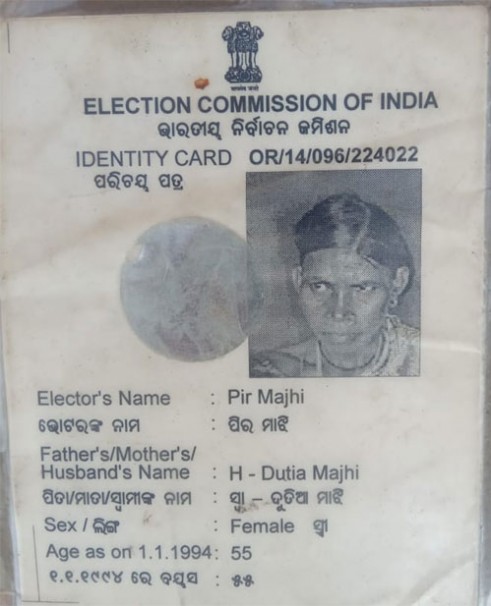 ELECTION COMMISSION OF INDIA
ଭାରତୀୟ ନିର୍ବାଚନ କମିଶନ
IDENTITY CARD OR/14/096/224022
ପରିଚୟ ପତ୍ର
Elector's Name : Pir Majhi
ଭୋଟରଙ୍କ ନାମ : ପିର ମାଝି
Father's/Mother's/
Husband's Name : H - Dutia Majhi
ପିତା/ମାତା/ସ୍ୱାମୀଙ୍କ ନାମ : ସ୍ୱା – ଦୁତିଆ ମାଝି
Sex / ଲିଙ୍ଗ : Female ସ୍ତ୍ରୀ
Age as on 1.1.1994 : 55
୧.୧.୧୯୯୪ ରେ ବୟସ : ୫୫